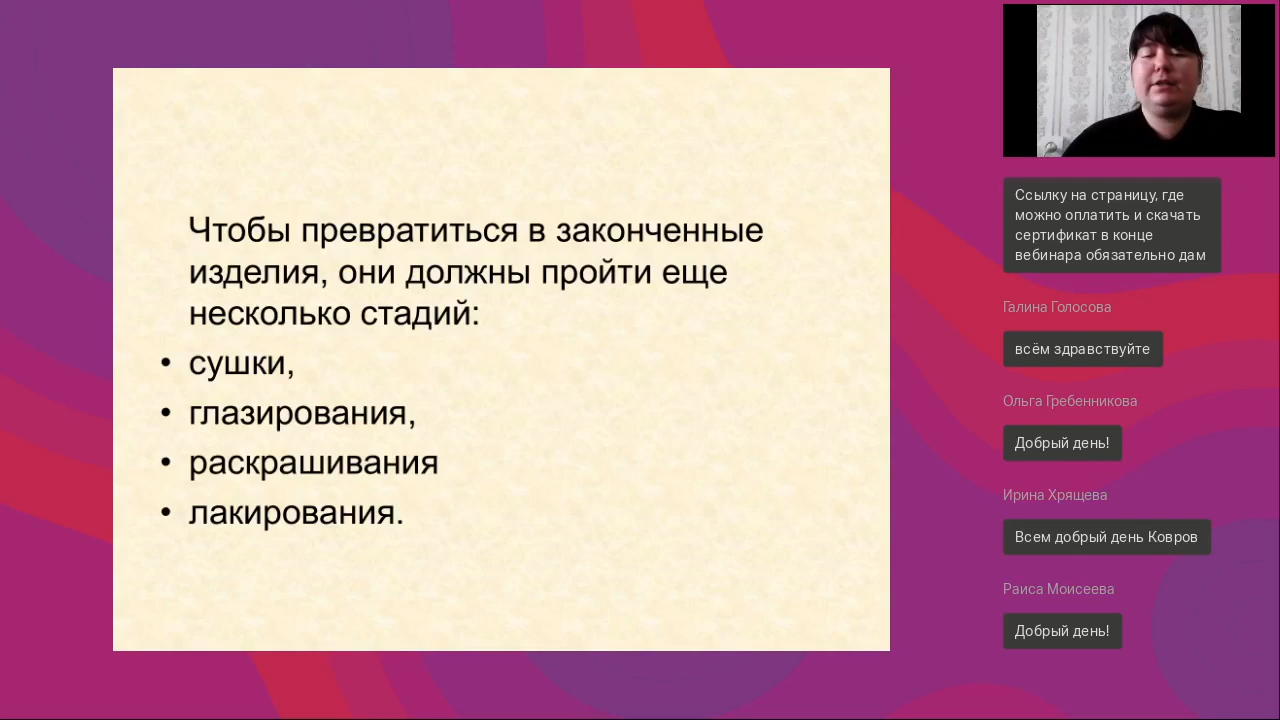 Чтобы превратиться в законченные
изделия, они должны пройти еще
несколько стадий:
• сушки,
• глазирования,
• раскрашивания
• лакирования.
Ссылку на страницу, где
можно оплатить и скачать
сертификат в конце
вебинара обязательно дам
Галина Голосова
всём здравствуйте
Ольга Гребенникова
Добрый день!
Ирина Хрящева
Всем добрый день Ковров
Раиса Моисеева
Добрый день!